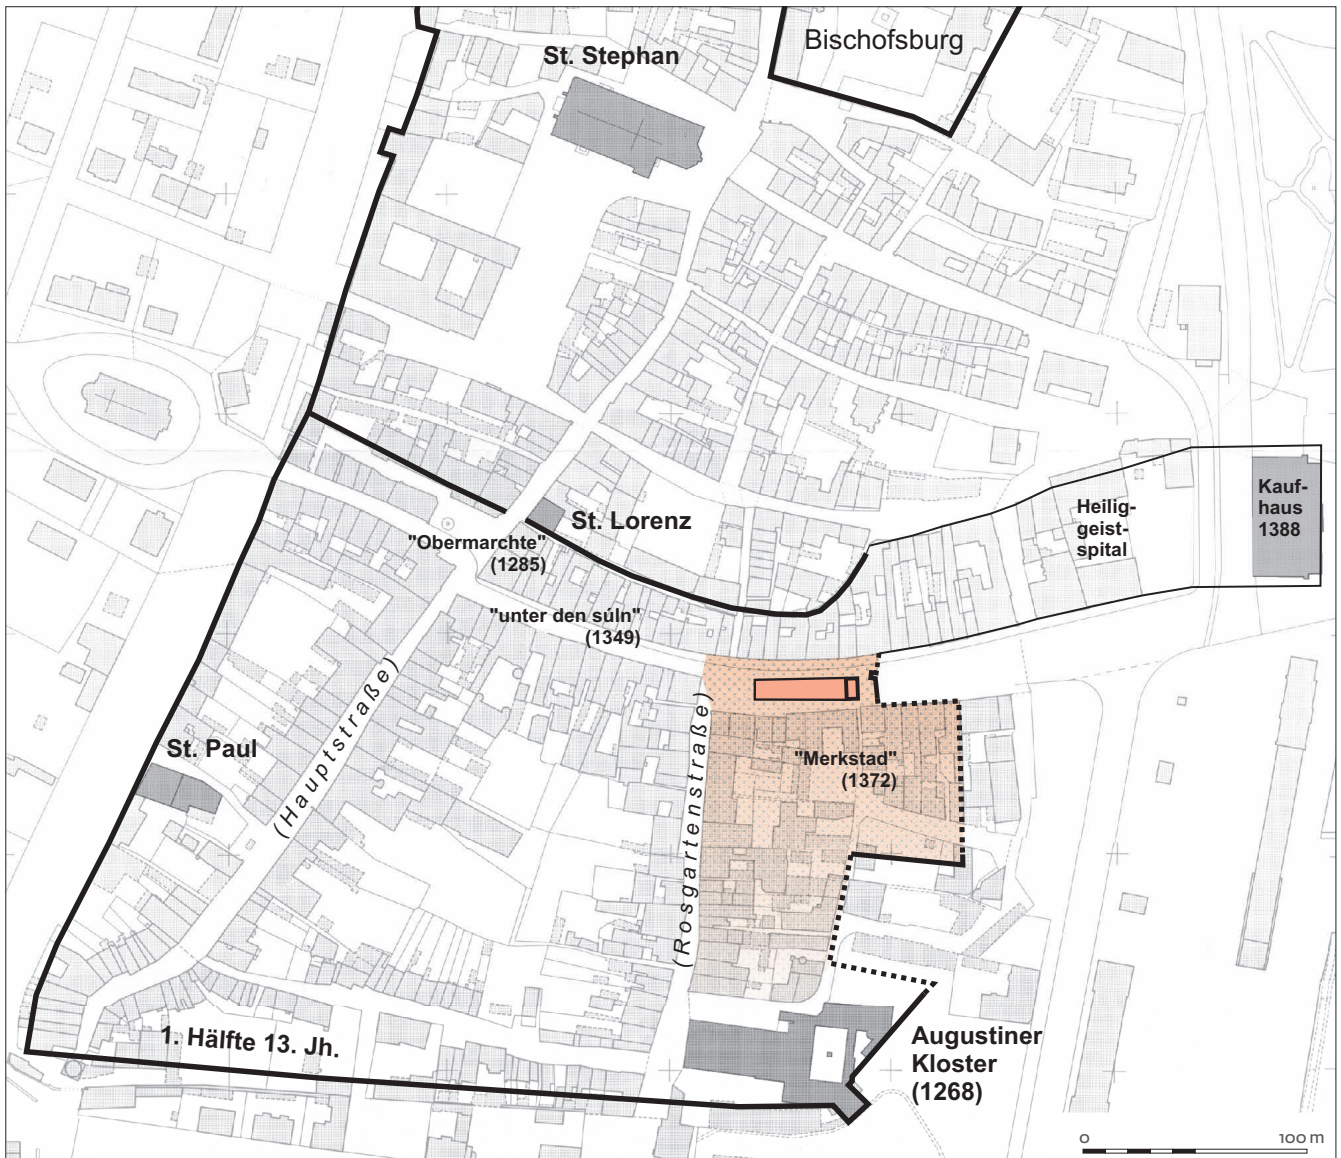 Bischofsburg
St. Stephan
Kauf-
haus
1388
Heilig-
geist-
spital
St. Lorenz
"Obermarchte"
(1285)
"unter den súln"
(1349)
(Hauptstraße)
St. Paul
"Merkstad"
(1372)
(Rosgartenstraße)
1. Hälfte 13. Jh.
Augustiner
Kloster
(1268)
0 100 m